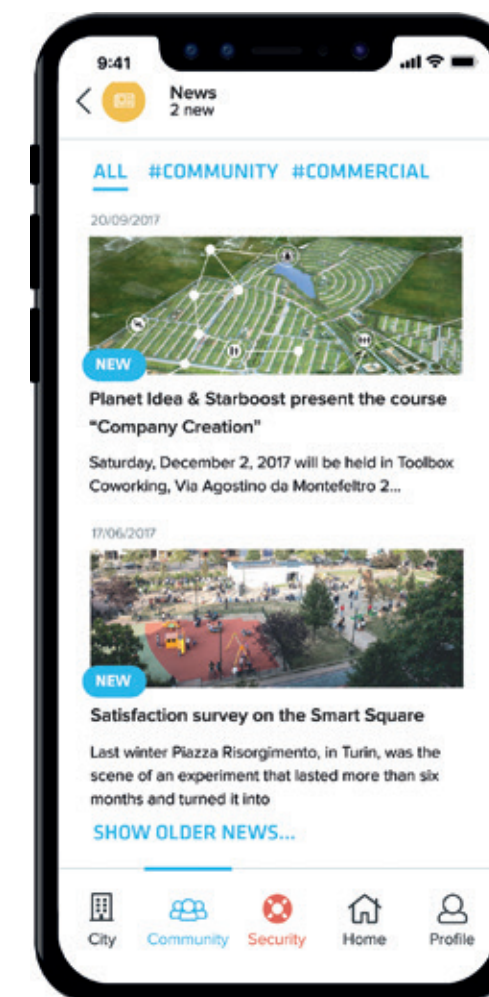 9:41
News
2 new
ALL #COMMUNITY #COMMERCIAL
20/09/2017
NEW
Planet Idea & Starboost present the course
"Company Creation"
Saturday, December 2, 2017 will be held in Toolbox
Coworking, Via Agostino da Montefeltro 2...
17/06/2017
NEW
Satisfaction survey on the Smart Square
Last winter Piazza Risorgimento, in Turin, was the
scene of an experiment that lasted more than six
months and turned it into
SHOW OLDER NEWS...
City Community Security Home Profile